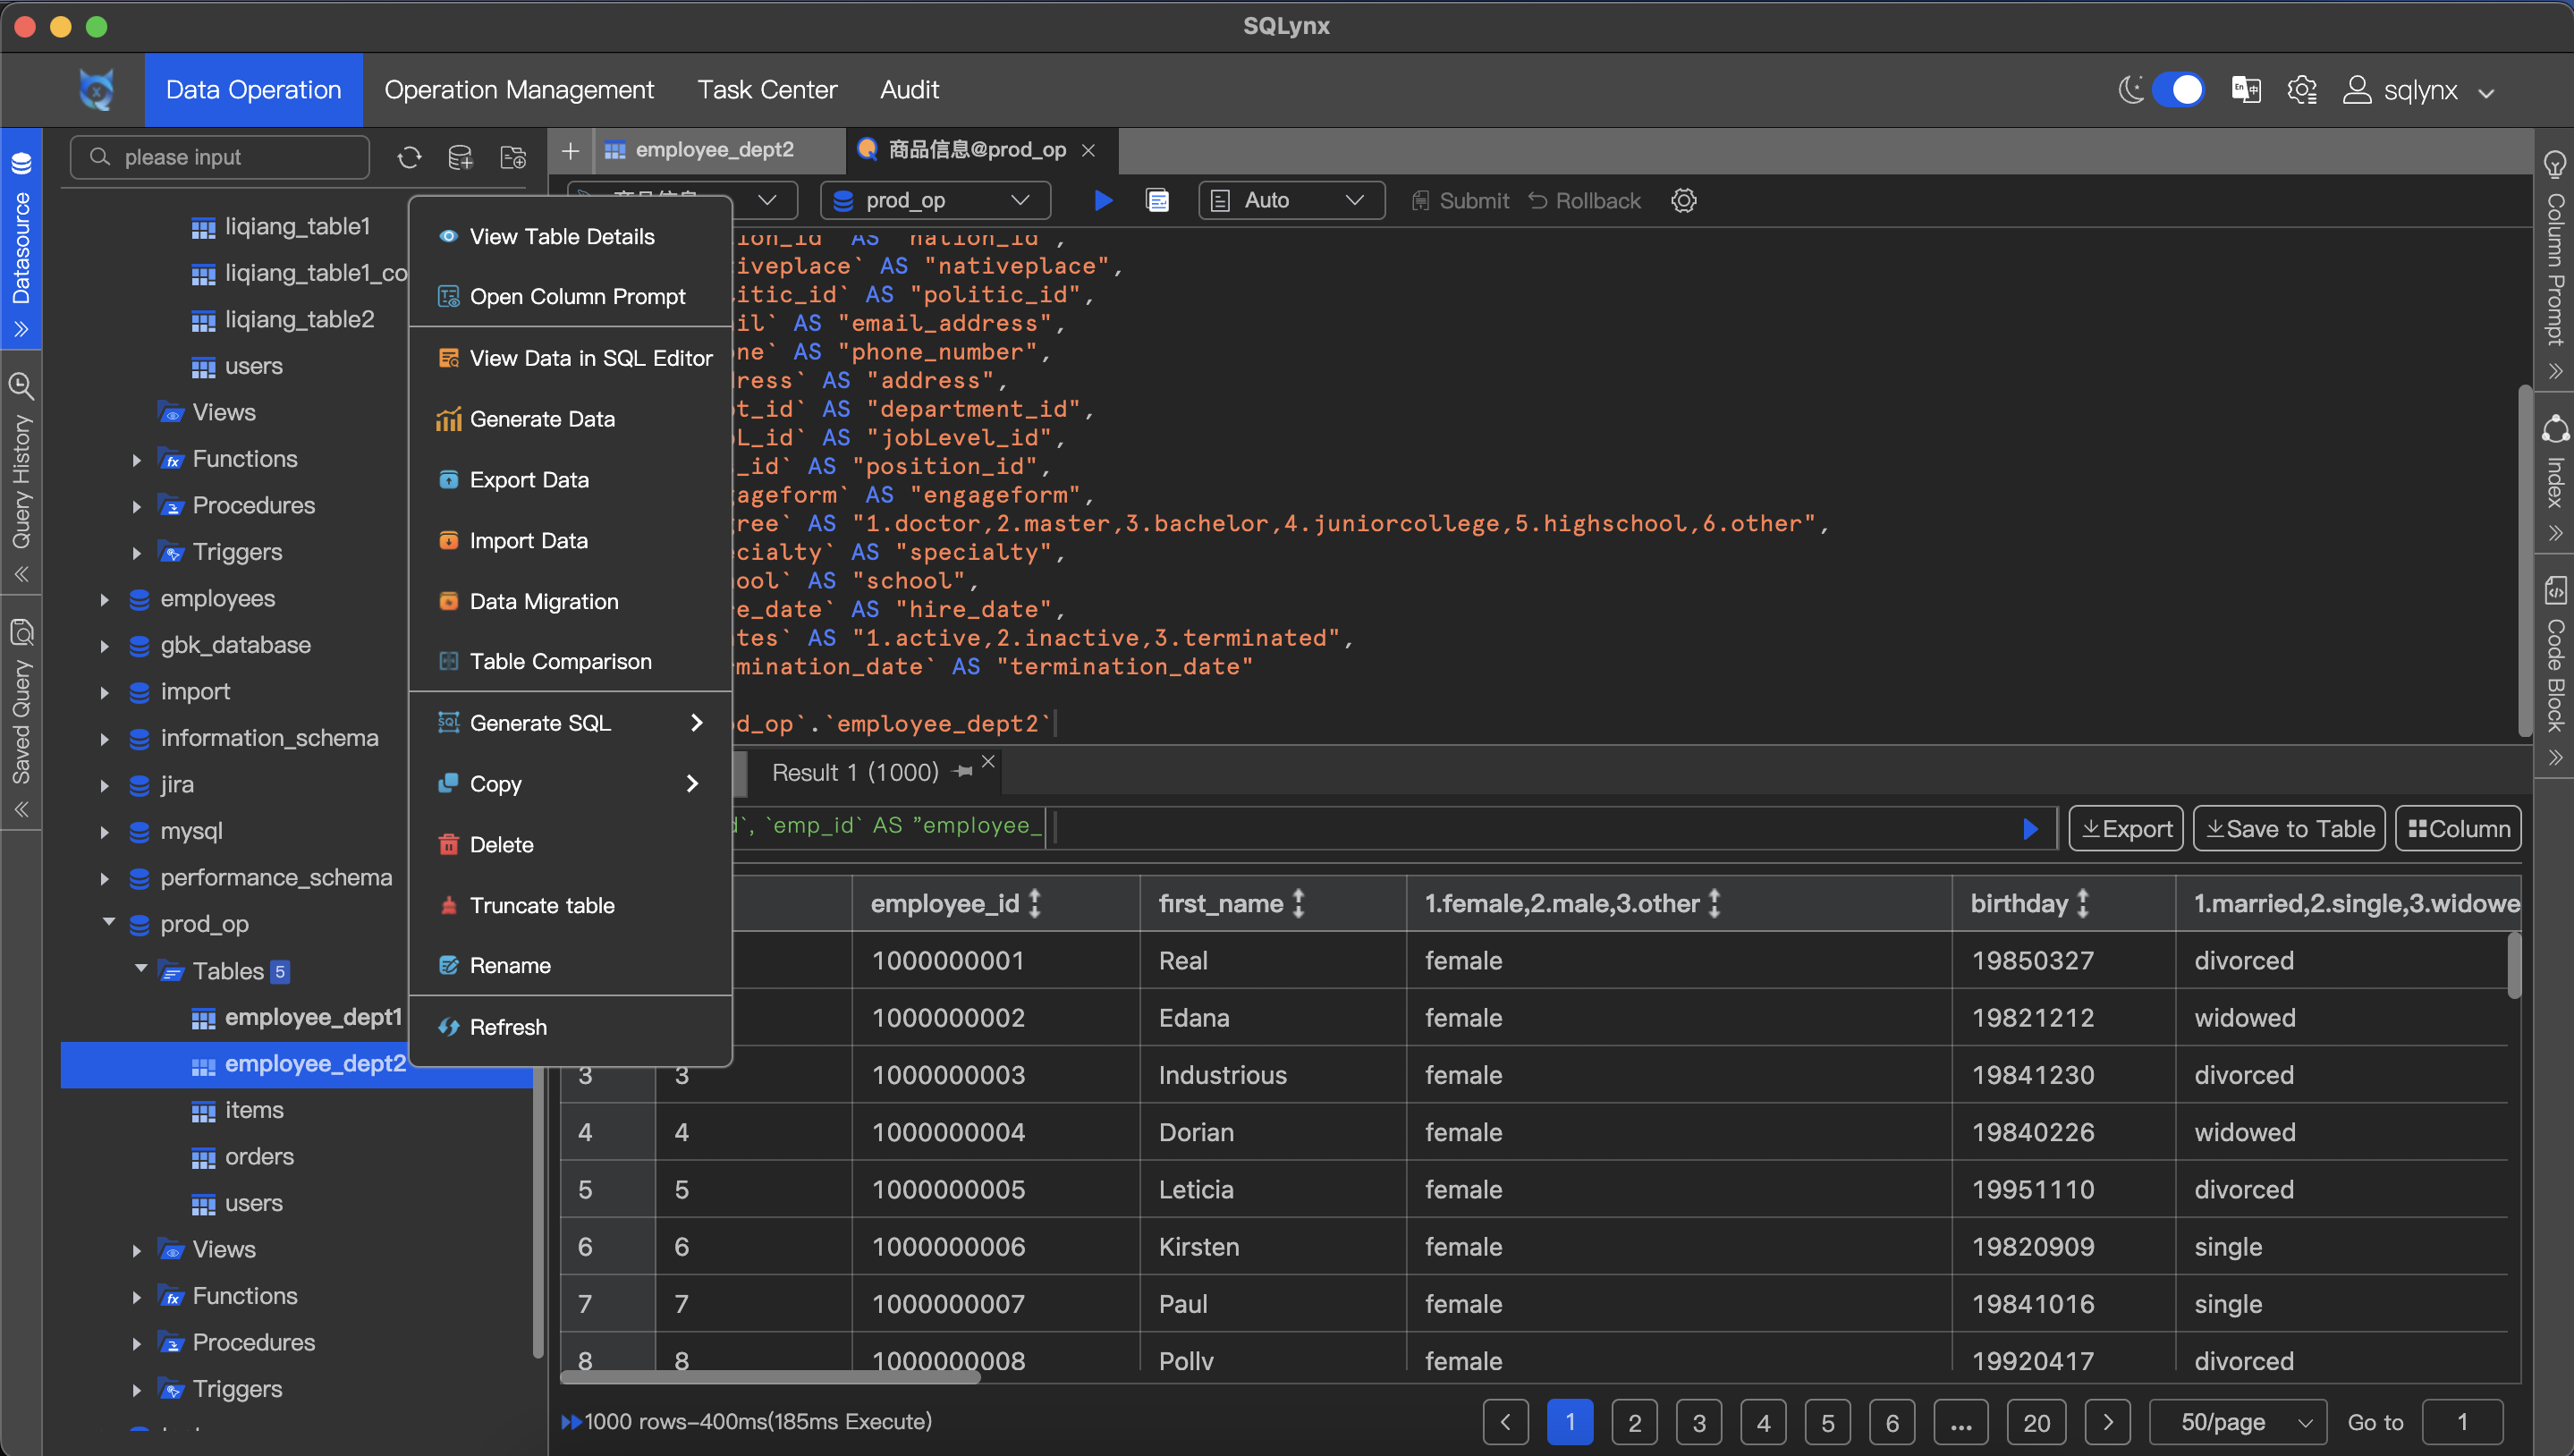 SQLynx
Data Operation
Operation Management
Task Center
Audit
En 中
sqlynx
Datasource
Query History
Saved Query
please input
liqiang_table1
liqiang_table1_co
liqiang_table2
users
Views
Functions
Procedures
Triggers
employees
gbk_database
import
information_schema
jira
mysql
performance_schema
prod_op
Tables 5
employee_dept1
employee_dept2
items
orders
users
Views
Functions
Procedures
Triggers
View Table Details
Open Column Prompt
View Data in SQL Editor
Generate Data
Export Data
Import Data
Data Migration
Table Comparison
Generate SQL
Copy
Delete
Truncate table
Rename
Refresh
+ employee_dept2
商品信息@prod_op
商品信息 prod_op Auto Submit Rollback
ion_id` AS "nation_id",
iveplace` AS "nativeplace",
itic_id` AS "politic_id",
il` AS "email_address",
ne` AS "phone_number",
ress` AS "address",
t_id` AS "department_id",
L_id` AS "jobLevel_id",
_id` AS "position_id",
ageform` AS "engageform",
ree` AS "1.doctor,2.master,3.bachelor,4.juniorcollege,5.highschool,6.other",
cialty` AS "specialty",
ool` AS "school",
e_date` AS "hire_date",
tes` AS "1.active,2.inactive,3.terminated",
mination_date` AS "termination_date"
d_op`.`employee_dept2`
Result 1 (1000)
d`, `emp_id` AS "employee_
Export
Save to Table
Column
employee_id first_name 1.female,2.male,3.other birthday 1.married,2.single,3.widowe
1000000001 Real female 19850327 divorced
1000000002 Edana female 19821212 widowed
3 3 1000000003 Industrious female 19841230 divorced
4 4 1000000004 Dorian female 19840226 widowed
5 5 1000000005 Leticia female 19951110 divorced
6 6 1000000006 Kirsten female 19820909 single
7 7 1000000007 Paul female 19841016 single
8 8 1000000008 Polly female 19920417 divorced
1000 rows-400ms(185ms Execute)
< 1 2 3 4 5 6 ... 20 > 50/page Go to 1
Column Prompt
Index
Code Block